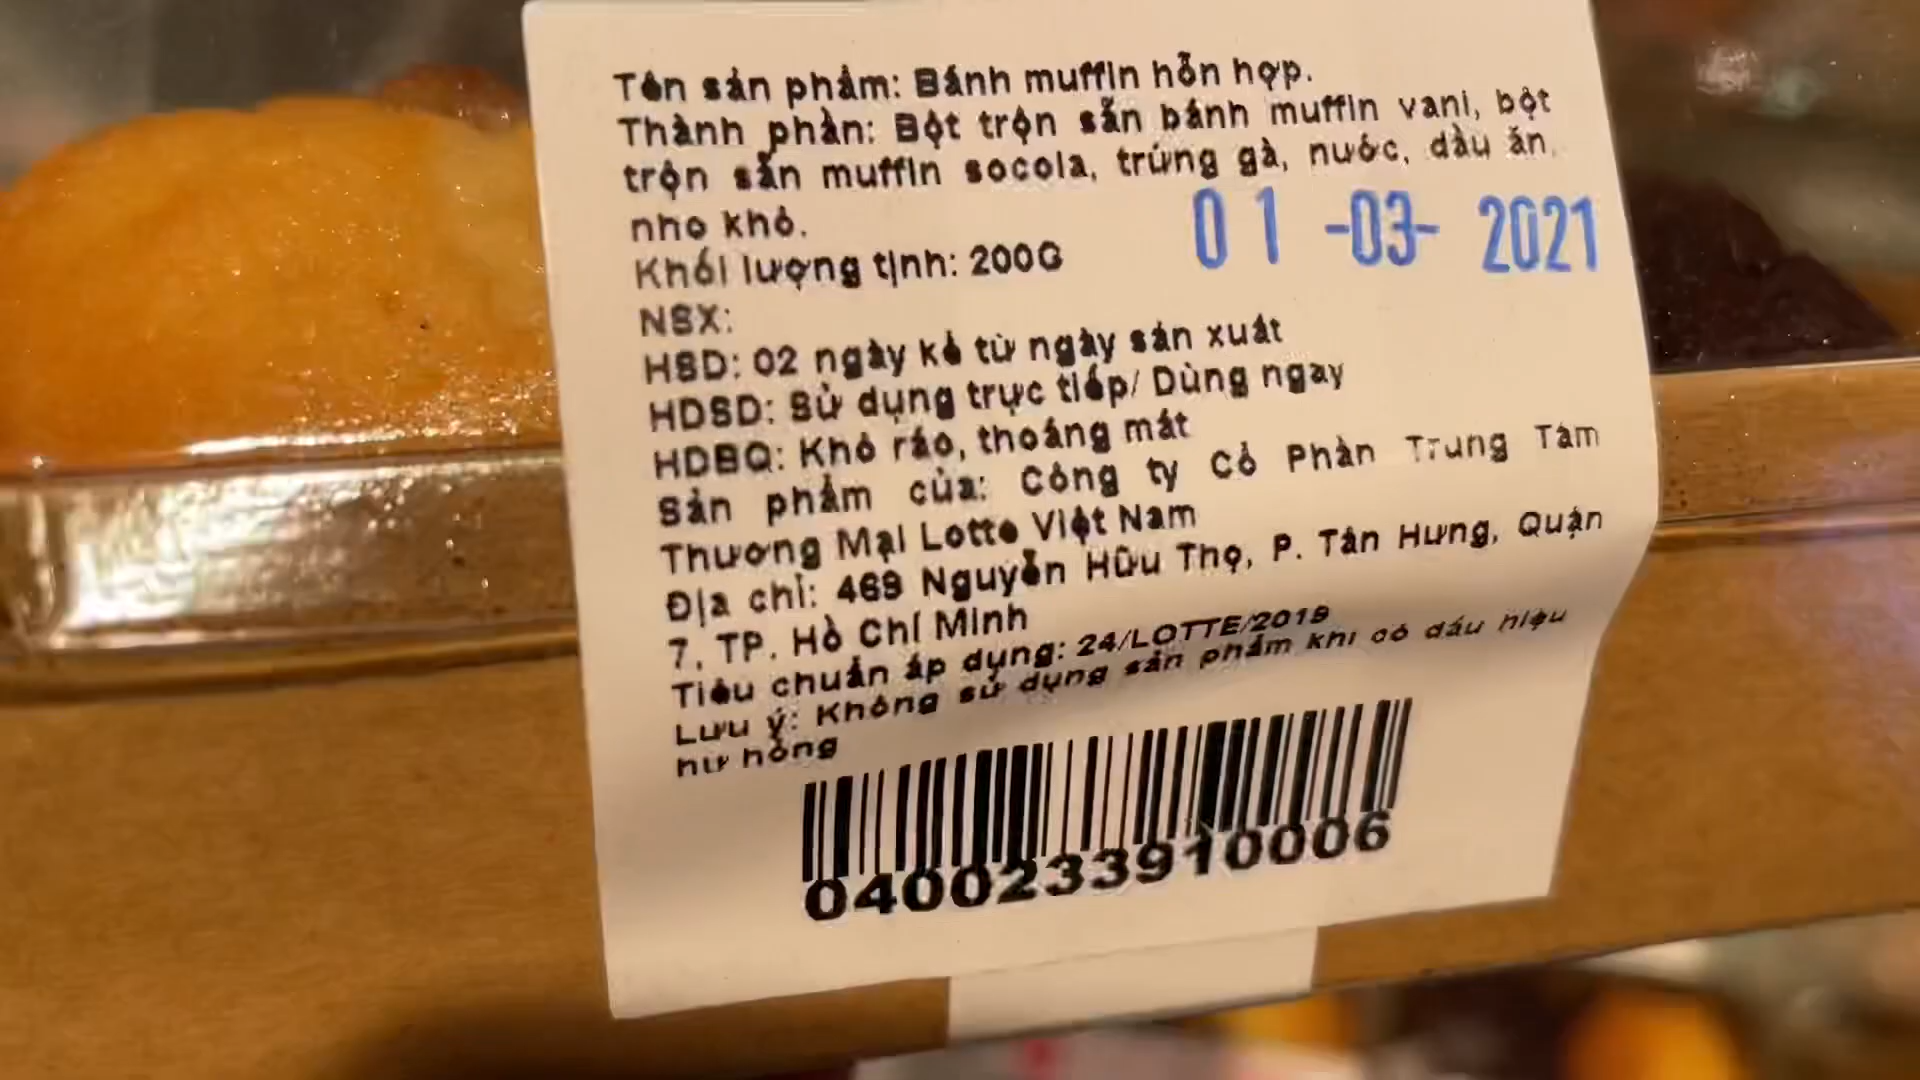 Tên sản phẩm: Bánh muffin hỗn hợp.
Thành phần: Bột trộn sẵn bánh muffin vani, bột
trộn sẵn muffin socola, trứng gà, nước, dầu ăn,
nho khô.
01-03-2021
Khối lượng tịnh: 200G
NSX:
HSD: 02 ngày kể từ ngày sản xuất
HDSD: Sử dụng trực tiếp/ Dùng ngay
HDBQ: Khô ráo, thoáng mát
Sản phẩm của: Công ty Cổ Phần Trung Tâm
Thương Mại Lotte Việt Nam
Địa chỉ: 469 Nguyễn Hữu Thọ, P. Tân Hưng, Quận
7, TP. Hồ Chí Minh
Tiêu chuẩn áp dụng: 24/LOTTE/2019
Lưu ý: Không sử dụng sản phẩm khi có dấu hiệu
hư hỏng
0400233910006